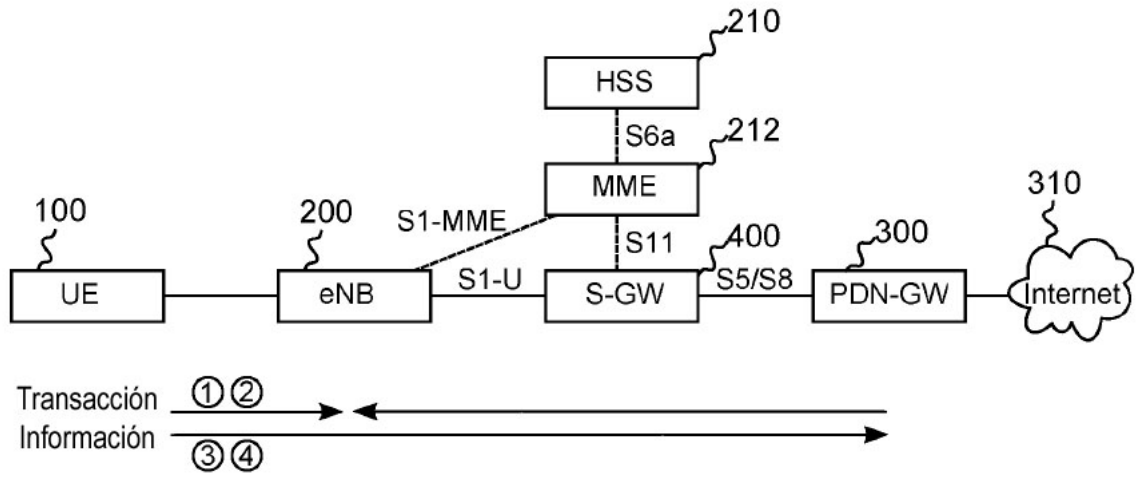 210
HSS
S6a
212
MME
310
100
200
S1-MME
S11
400
300
UE
eNB
S1-U
S-GW
S5/S8
PDN-GW
Internet
Transacción ① ②
Información
③ ④